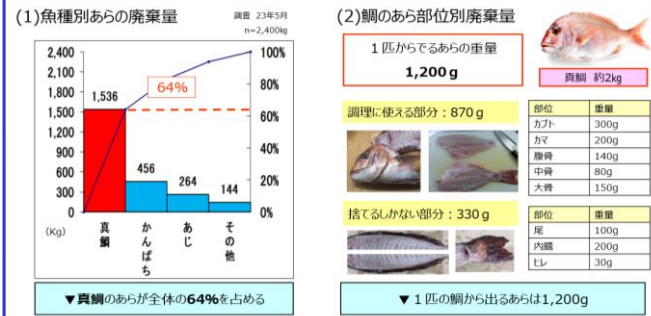 (1)魚種別あらの廃棄量
調査 23年5月
n=2,400kg
2,400
2,100
1,800
1,500
1,200
900
600
300
0
(Kg)
100%
80%
60%
40%
20%
0%
64%
1,536
456
264
144
真鯛
かんぱち
あじ
その他
▼真鯛のあらが全体の64%を占める
(2)鯛のあら部位別廃棄量
1匹からでるあらの重量
1,200g
真鯛 約2kg
調理に使える部分:870g
部位 重量
カブト 300g
カマ 200g
腹骨 140g
中骨 80g
大骨 150g
捨てるしかない部分:330g
部位 重量
尾 100g
内臓 200g
ヒレ 30g
▼1匹の鯛から出るあらは1,200g